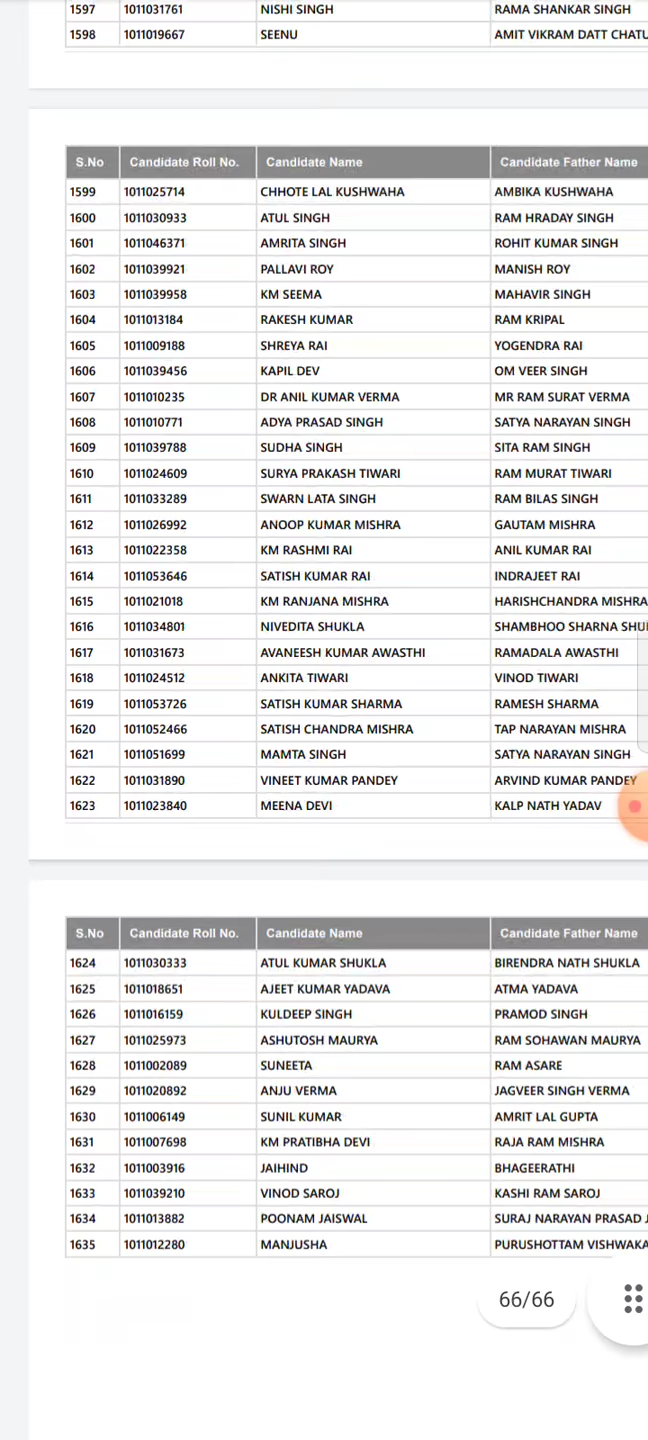 1597 1011031761 NISHI SINGH RAMA SHANKAR SINGH
1598 1011019667 SEENU AMIT VIKRAM DATT CHATU
S.No Candidate Roll No. Candidate Name Candidate Father Name
1599 1011025714 CHHOTE LAL KUSHWAHA AMBIKA KUSHWAHA
1600 1011030933 ATUL SINGH RAM HRADAY SINGH
1601 1011046371 AMRITA SINGH ROHIT KUMAR SINGH
1602 1011039921 PALLAVI ROY MANISH ROY
1603 1011039958 KM SEEMA MAHAVIR SINGH
1604 1011013184 RAKESH KUMAR RAM KRIPAL
1605 1011009188 SHREYA RAI YOGENDRA RAI
1606 1011039456 KAPIL DEV OM VEER SINGH
1607 1011010235 DR ANIL KUMAR VERMA MR RAM SURAT VERMA
1608 1011010771 ADYA PRASAD SINGH SATYA NARAYAN SINGH
1609 1011039788 SUDHA SINGH SITA RAM SINGH
1610 1011024609 SURYA PRAKASH TIWARI RAM MURAT TIWARI
1611 1011033289 SWARN LATA SINGH RAM BILAS SINGH
1612 1011026992 ANOOP KUMAR MISHRA GAUTAM MISHRA
1613 1011022358 KM RASHMI RAI ANIL KUMAR RAI
1614 1011053646 SATISH KUMAR RAI INDRAJEET RAI
1615 1011021018 KM RANJANA MISHRA HARISHCHANDRA MISHRA
1616 1011034801 NIVEDITA SHUKLA SHAMBHOO SHARNA SHU
1617 1011031673 AVANEESH KUMAR AWASTHI RAMADALA AWASTHI
1618 1011024512 ANKITA TIWARI VINOD TIWARI
1619 1011053726 SATISH KUMAR SHARMA RAMESH SHARMA
1620 1011052466 SATISH CHANDRA MISHRA TAP NARAYAN MISHRA
1621 1011051699 MAMTA SINGH SATYA NARAYAN SINGH
1622 1011031890 VINEET KUMAR PANDEY ARVIND KUMAR PANDEY
1623 1011023840 MEENA DEVI KALP NATH YADAV
S.No Candidate Roll No. Candidate Name Candidate Father Name
1624 1011030333 ATUL KUMAR SHUKLA BIRENDRA NATH SHUKLA
1625 1011018651 AJEET KUMAR YADAVA ATMA YADAVA
1626 1011016159 KULDEEP SINGH PRAMOD SINGH
1627 1011025973 ASHUTOSH MAURYA RAM SOHAWAN MAURYA
1628 1011002089 SUNEETA RAM ASARE
1629 1011020892 ANJU VERMA JAGVEER SINGH VERMA
1630 1011006149 SUNIL KUMAR AMRIT LAL GUPTA
1631 1011007698 KM PRATIBHA DEVI RAJA RAM MISHRA
1632 1011003916 JAIHIND BHAGEERATHI
1633 1011039210 VINOD SAROJ KASHI RAM SAROJ
1634 1011013882 POONAM JAISWAL SURAJ NARAYAN PRASAD J
1635 1011012280 MANJUSHA PURUSHOTTAM VISHWAKA
66/66